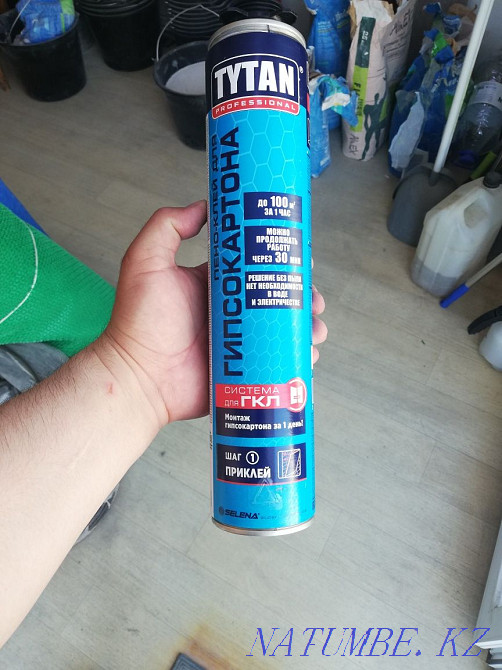 TYTAN
PROFESSIONAL
ПЕНО-КЛЕЙ ДЛЯ
ГИПСОКАРТОНА
ДО 100 м²
ЗА 1 ЧАС
МОЖНО
ПРОДОЛЖАТЬ
РАБОТУ
ЧЕРЕЗ 30 МИН
РЕШЕНИЕ БЕЗ ПЫЛИ
НЕТ НЕОБХОДИМОСТИ
В ВОДЕ
И ЭЛЕКТРИЧЕСТВЕ
СИСТЕМА
ДЛЯ ГКЛ
Монтаж
гипсокартона за 1 день!
ШАГ 1
ПРИКЛЕЙ
SELENA
NATUMBE. KZ